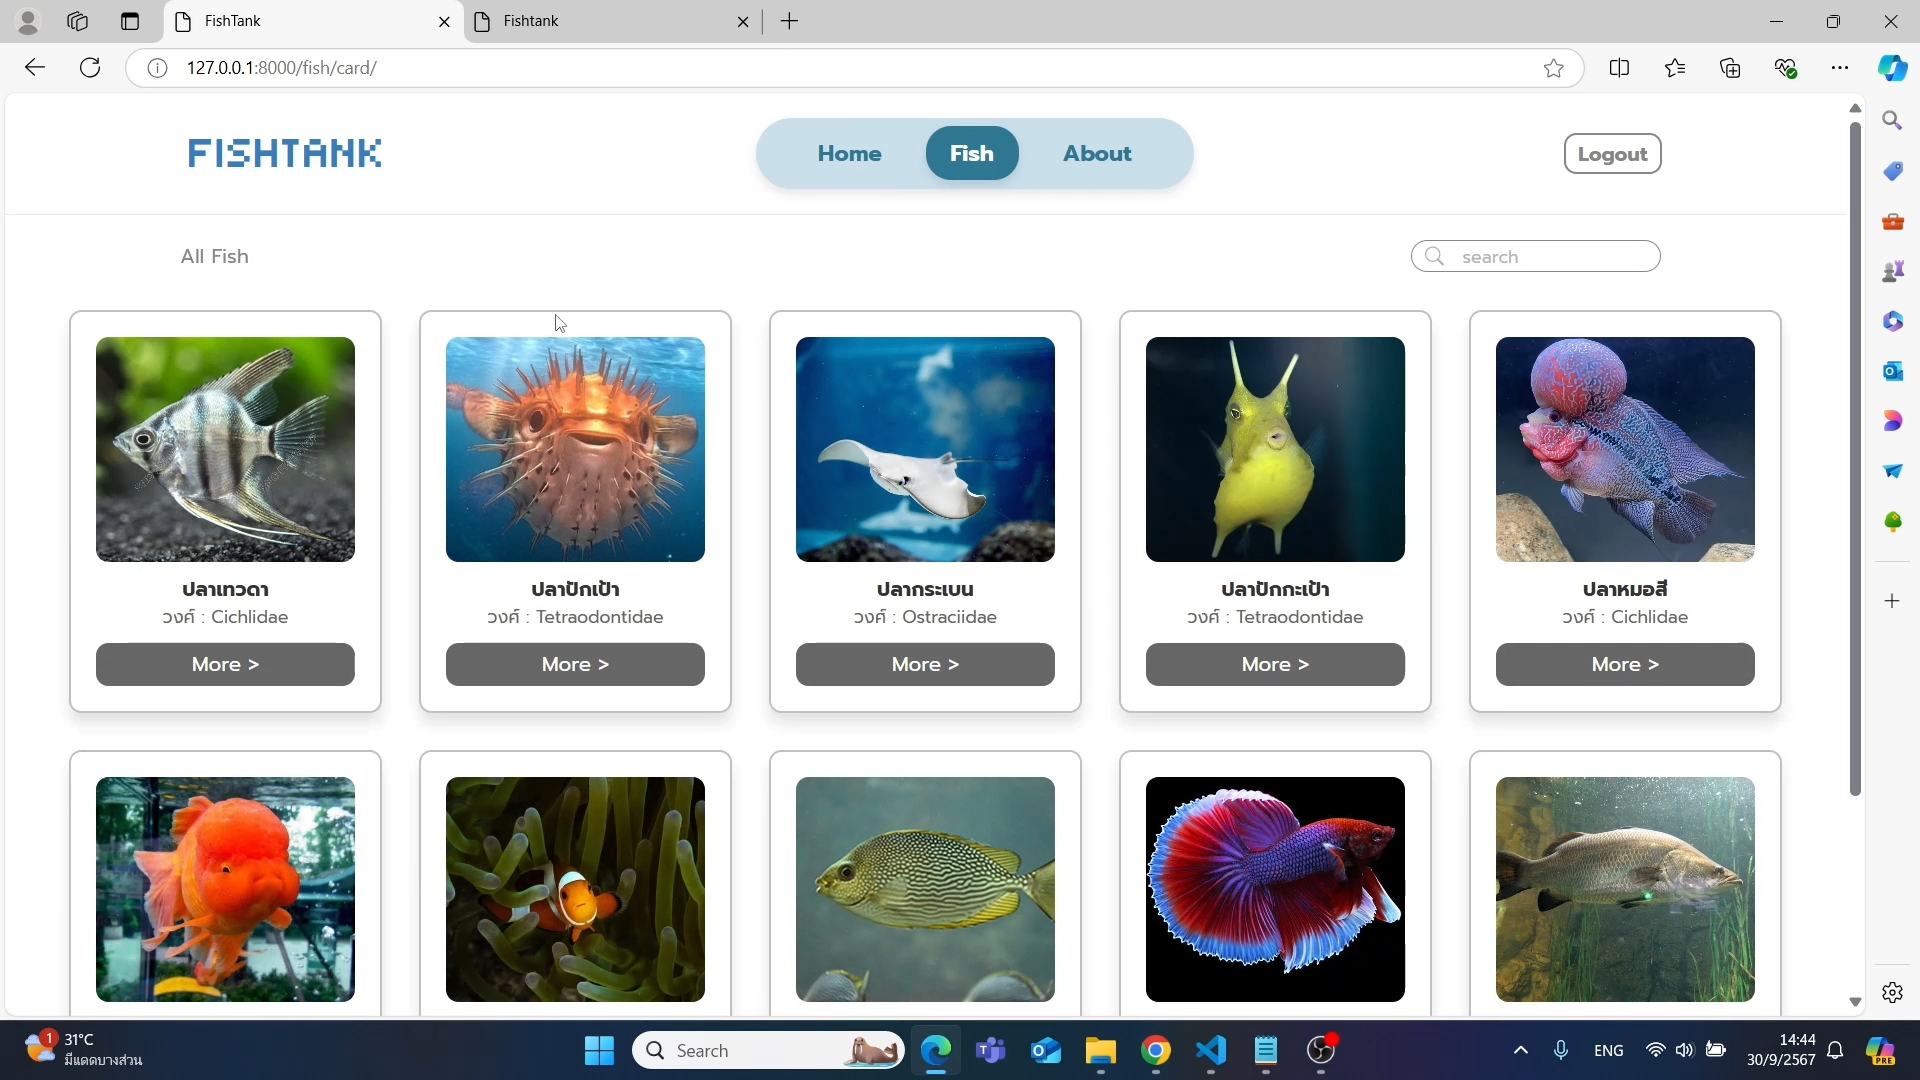 FishTank
Fishtank
127.0.0.1:8000/fish/card/
FISHTANK
Home
Fish
About
Logout
All Fish
search
ปลาเทวดา
วงศ์ : Cichlidae
More >
ปลาปักเป้า
วงศ์ : Tetraodontidae
More >
ปลากระเบน
วงศ์ : Ostraciidae
More >
ปลาปักกะเป้า
วงศ์ : Tetraodontidae
More >
ปลาหมอสี
วงศ์ : Cichlidae
More >
1
31°C
มีแดดบางส่วน
Search
ENG
14:44
30/9/2567
PRE